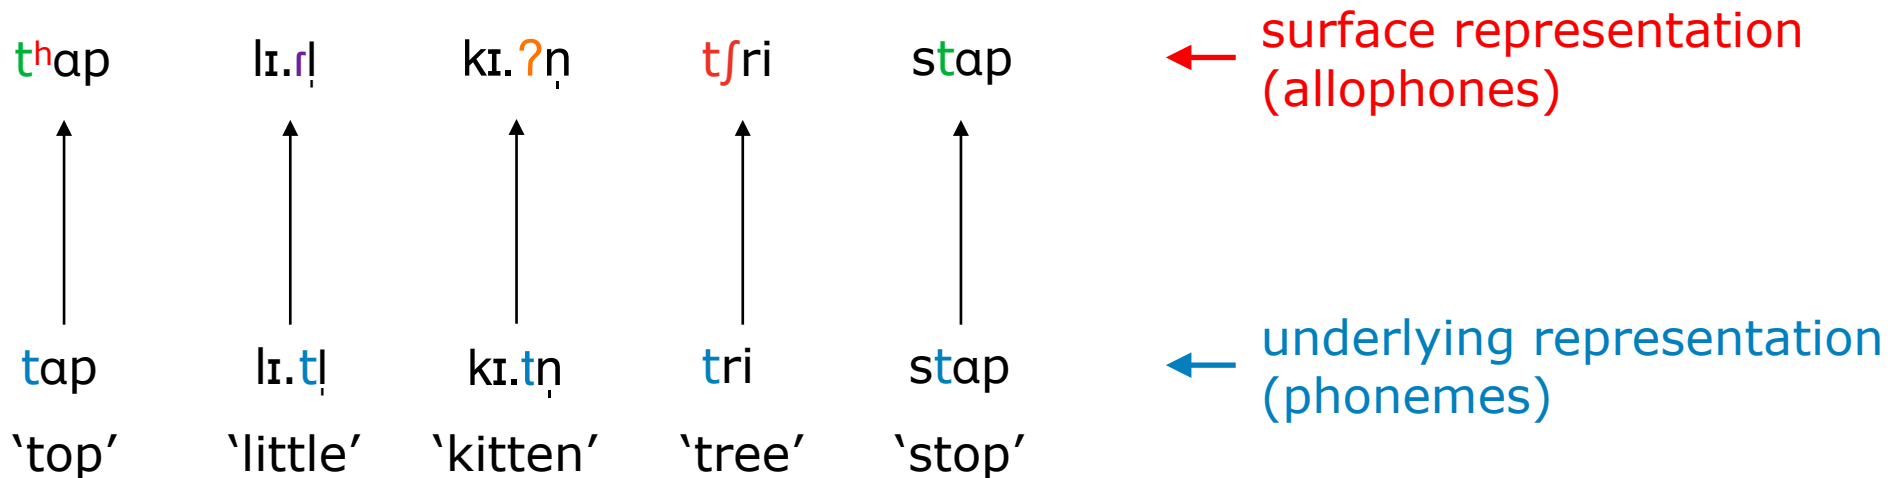 tʰɑp lɪ.ɾl̩ kɪ.ʔn̩ tʃri stɑp surface representation
(allophones)
tɑp lɪ.tl̩ kɪ.tn̩ tri stɑp underlying representation
(phonemes)
‘top’ ‘little’ ‘kitten’ ‘tree’ ‘stop’